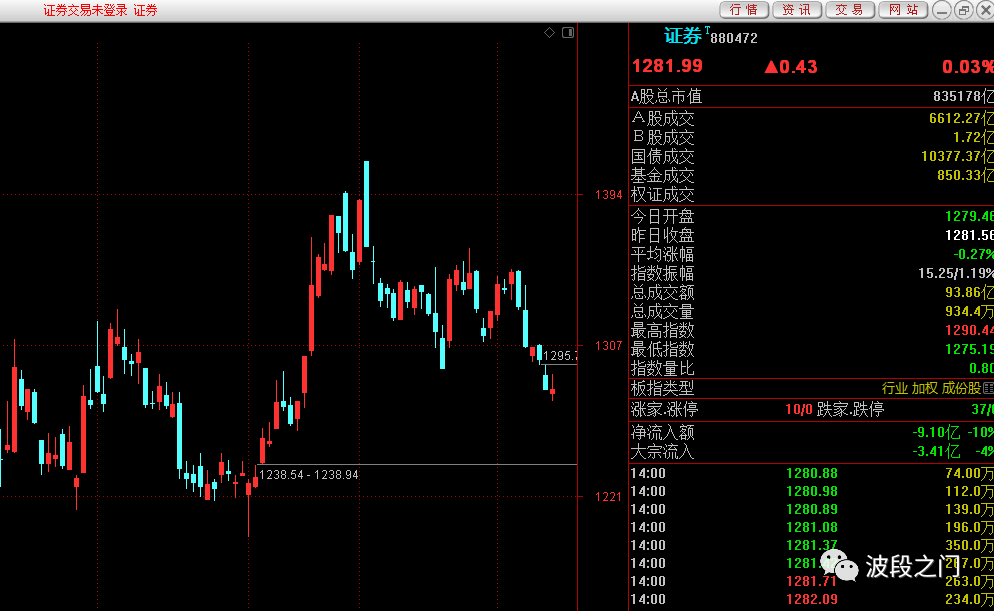 证券交易未登录 证券
行情 资讯 交易 网站
证券 T 880472
1281.99 ▲0.43 0.03%
A股总市值 835178亿
A股成交 6612.27亿
B股成交 1.72亿
国债成交 10377.37亿
基金成交 850.33亿
权证成交
今日开盘 1279.46
昨日收盘 1281.56
平均涨幅 -0.27%
指数振幅 15.25/1.19%
总成交额 93.86亿
总成交量 934.4万
最高指数 1290.44
最低指数 1275.19
指数量比 0.80
板指类型 行业 加权 成份股
涨家.涨停 10/0 跌家.跌停 37/0
净流入额 -9.10亿 -10%
大宗流入 -3.41亿 -4%
14:00 1280.88 74.00万
14:00 1280.98 112.0万
14:00 1280.89 139.0万
14:00 1281.08 196.0万
14:00 1281.37 350.0万
14:00
14:00 1281.71 263.0万
14:00 1282.09 234.0万
1394
1307
1295.7
1238.54 - 1238.94
1221
波段之门